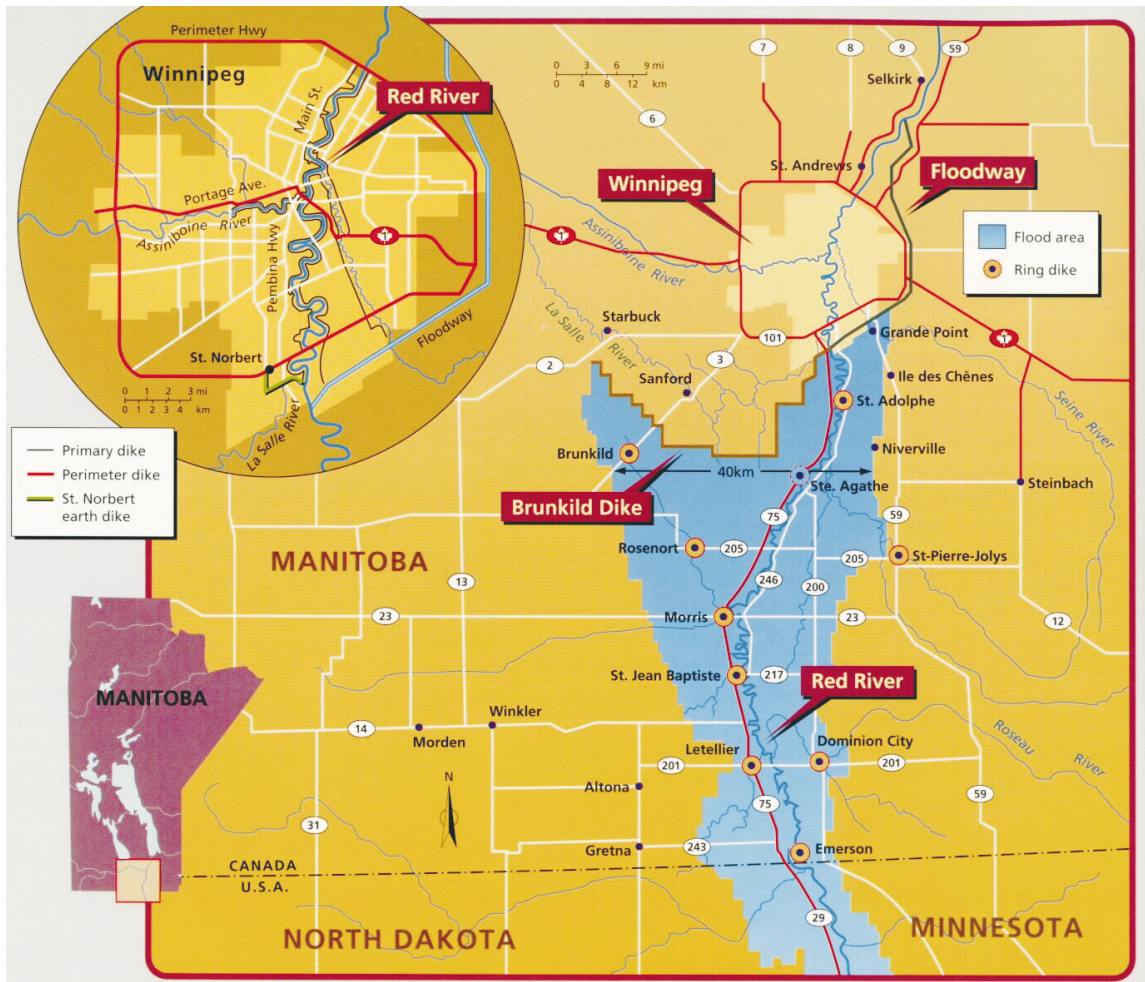 Perimeter Hwy
Winnipeg
Red River
Main St.
Portage Ave.
Assiniboine River
1
Pembina Hwy
Floodway
St. Norbert
La Salle River
0 1 2 3 mi
0 2 4 km
Primary dike
Perimeter dike
St. Norbert
earth dike
0 3 6 9 mi
0 4 8 12 km
7
8
9
59
Selkirk
6
St. Andrews
Winnipeg
Floodway
Flood area
Ring dike
1
Assiniboine River
La Salle River
Starbuck
101
Grande Point
1
2
3
Sanford
Ile des Chênes
St. Adolphe
Seine River
Brunkild
40km
Niverville
Ste. Agathe
Steinbach
Brunkild Dike
75
59
MANITOBA
Rosenort
205
205
St-Pierre-Jolys
13
246
200
23
Morris
23
12
St. Jean Baptiste
217
Red River
MANITOBA
Winkler
14
Morden
Letellier
Dominion City
Roseau River
201
201
Altona
N
75
59
31
Gretna
243
Emerson
CANADA
U.S.A.
29
NORTH DAKOTA
MINNESOTA